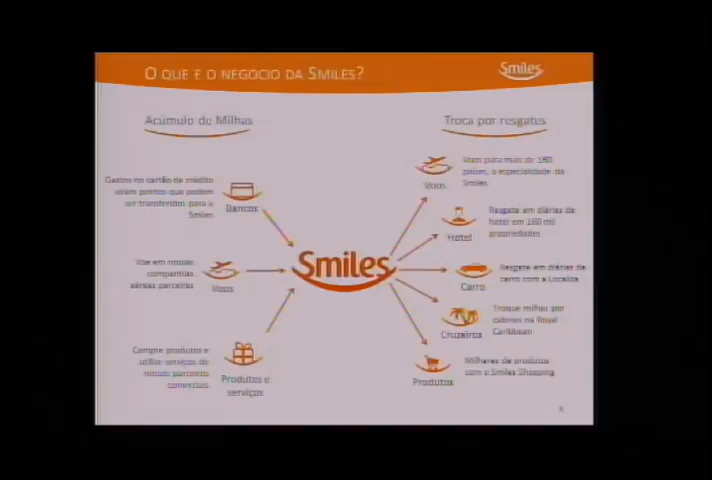 O QUE É O NEGÓCIO DA SMILES?
Smiles
Acúmulo de Milhas
Troca por resgates
Gastos no cartão de crédito
viram pontos que podem
ser transferidos para a
Smiles
Bancos
Voe em nossas
companhias
aéreas parceiras
Voos
Compre produtos e
utilize serviços de
nossos parceiros
comerciais
Produtos e
serviços
Smiles
Voos
Voos para mais de 160
países, a especialidade da
Smiles
Hotel
Resgate em diárias de
hotel em 160 mil
propriedades
Carro
Resgate em diárias de
carro com a Localiza
Cruzeiros
Troque milhas por
cabines na Royal
Caribbean
Produtos
Milhares de produtos
com o Smiles Shopping